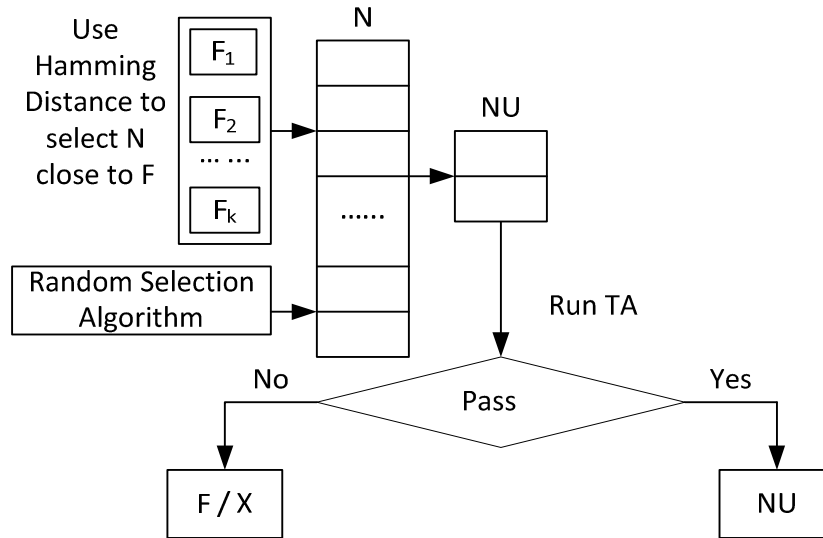 Use
Hamming
Distance to
select N
close to F
F₁
F₂
... ...
Fₖ
N
......
NU
Random Selection
Algorithm
Run TA
No
Pass
Yes
F / X
NU